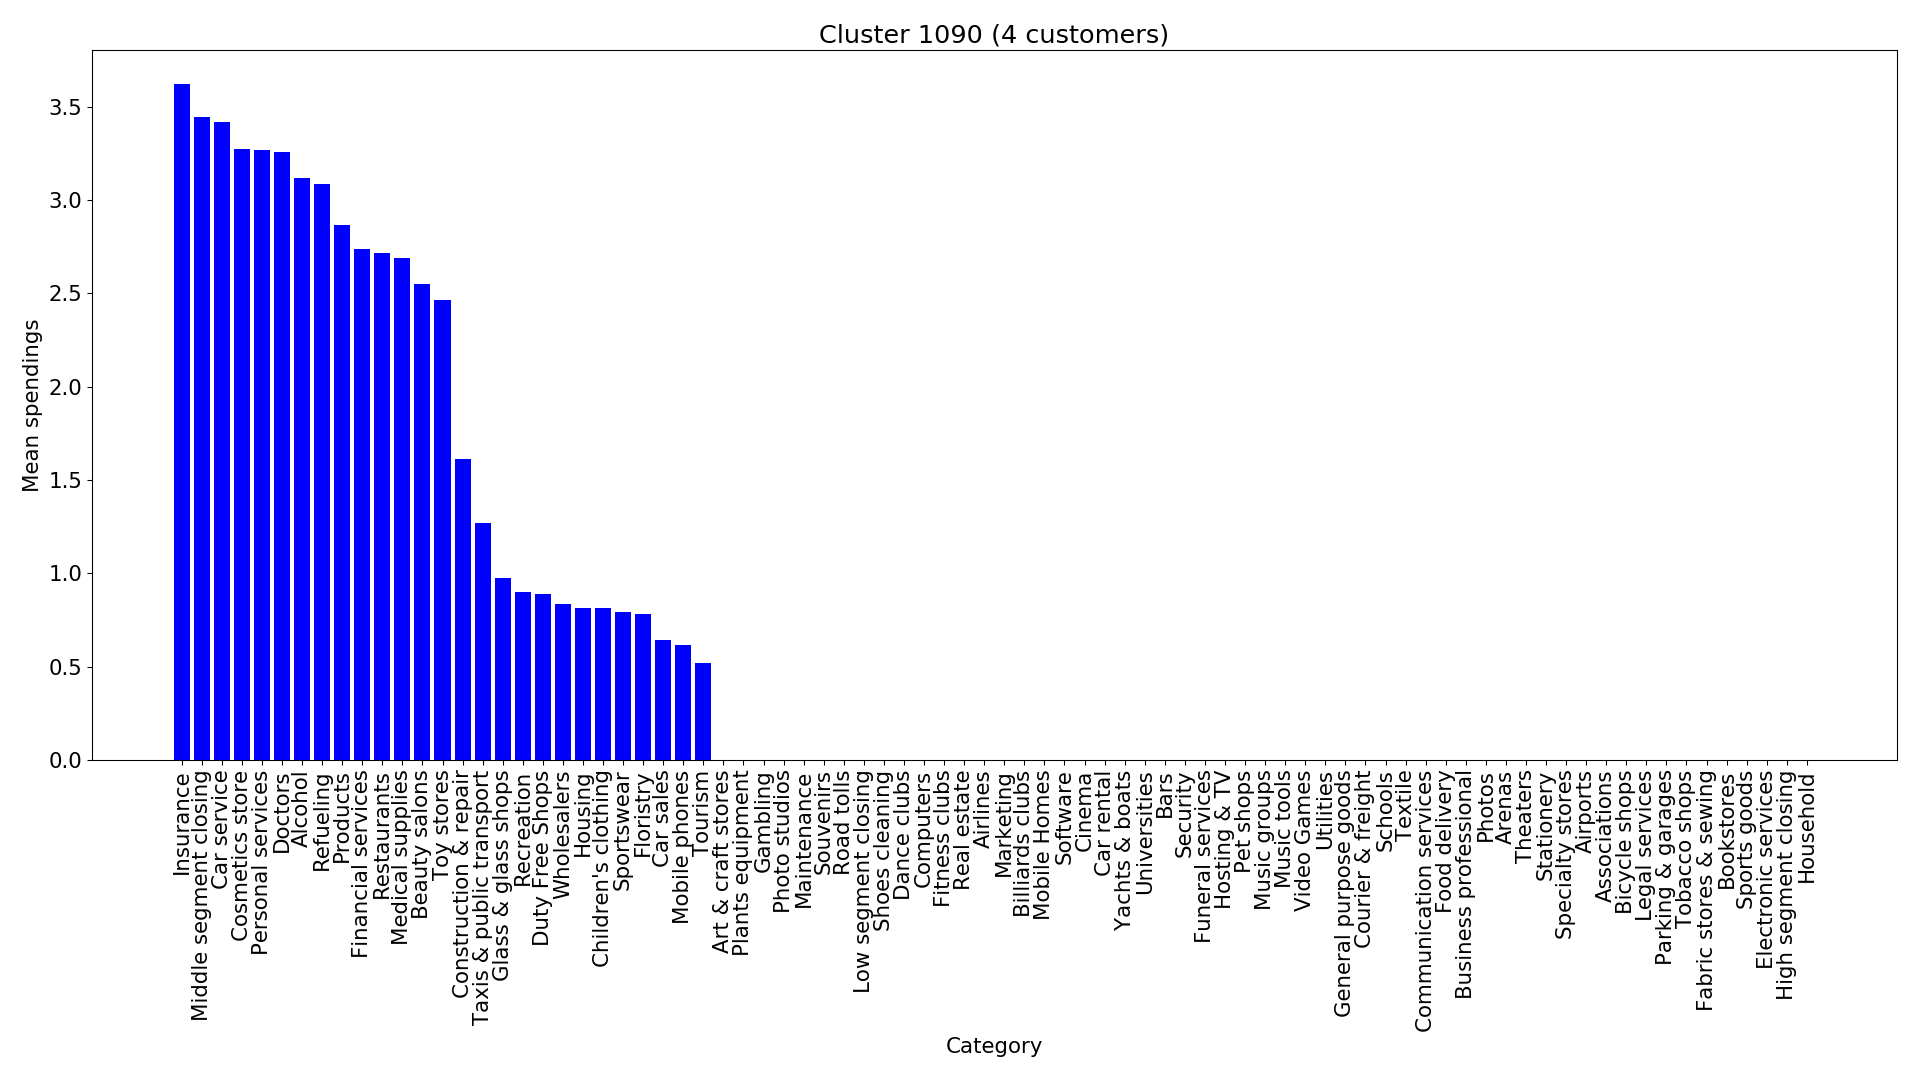 Cluster 1090 (4 customers)
Mean spendings
3.5
3.0
2.5
2.0
1.5
1.0
0.5
0.0
Insurance
Middle segment closing
Car service
Cosmetics store
Personal services
Doctors
Alcohol
Refueling
Products
Financial services
Restaurants
Medical supplies
Beauty salons
Toy stores
Construction & repair
Taxis & public transport
Glass & glass shops
Recreation
Duty Free Shops
Wholesalers
Housing
Children's clothing
Sportswear
Floristry
Car sales
Mobile phones
Tourism
Art & craft stores
Plants equipment
Gambling
Photo studios
Maintenance
Souvenirs
Road tolls
Low segment closing
Shoes cleaning
Dance clubs
Computers
Fitness clubs
Real estate
Airlines
Marketing
Billiards clubs
Mobile Homes
Software
Cinema
Car rental
Yachts & boats
Universities
Bars
Security
Funeral services
Hosting & TV
Pet shops
Music groups
Music tools
Video Games
Utilities
General purpose goods
Courier & freight
Schools
Textile
Communication services
Food delivery
Business professional
Photos
Arenas
Theaters
Stationery
Specialty stores
Airports
Associations
Bicycle shops
Legal services
Parking & garages
Tobacco shops
Fabric stores & sewing
Bookstores
Sports goods
Electronic services
High segment closing
Household
Category